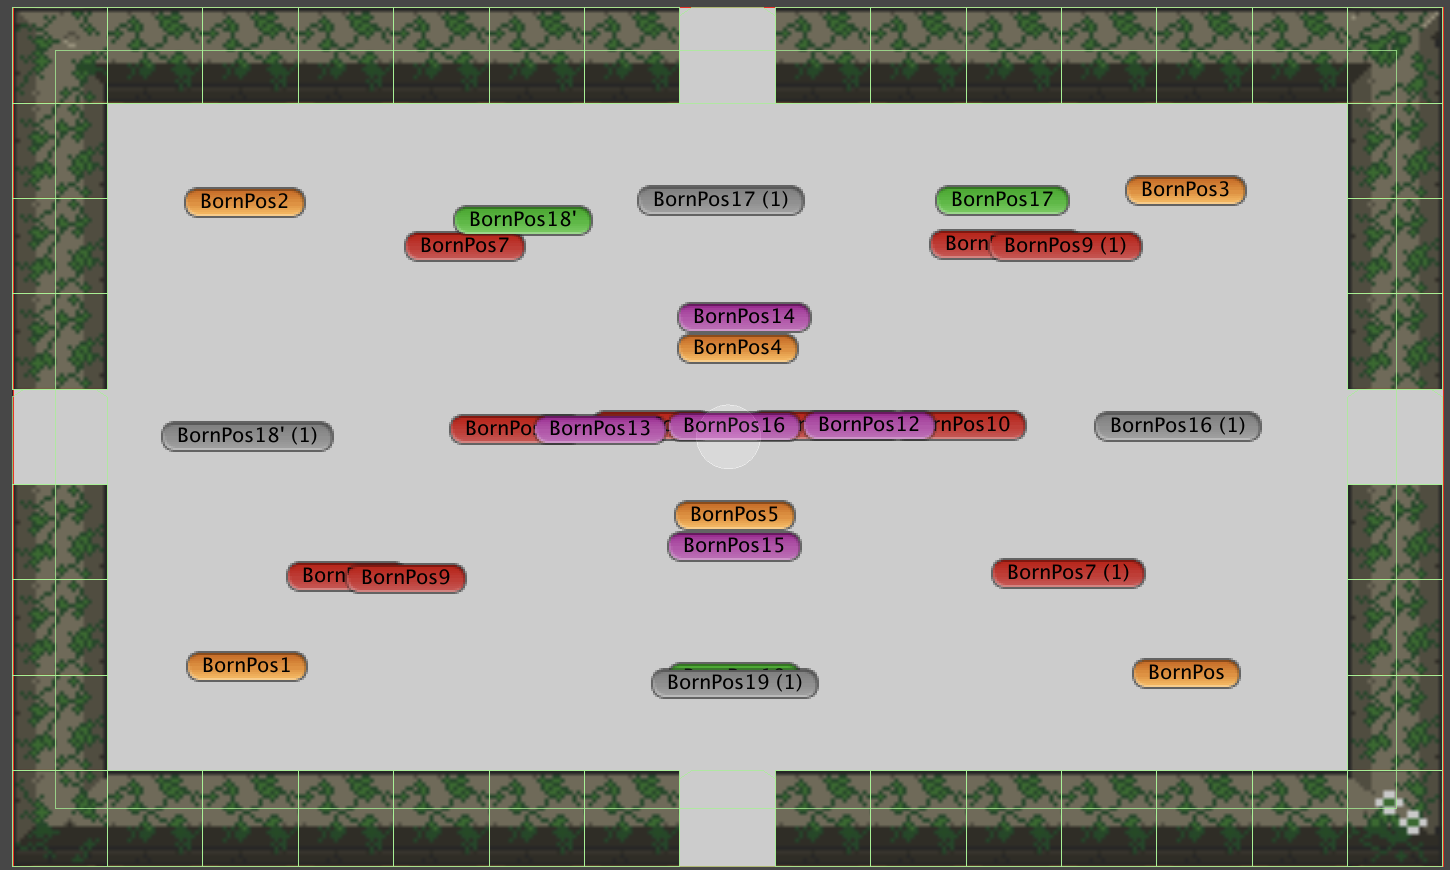 BornPos2
BornPos18'
BornPos17 (1)
BornPos17
BornPos3
BornPos7
BornPos9 (1)
BornPos14
BornPos4
BornPos13
BornPos16
BornPos12
BornPos18' (1)
BornPos16 (1)
BornPos5
BornPos15
BornPos9
BornPos7 (1)
BornPos1
BornPos19 (1)
BornPos